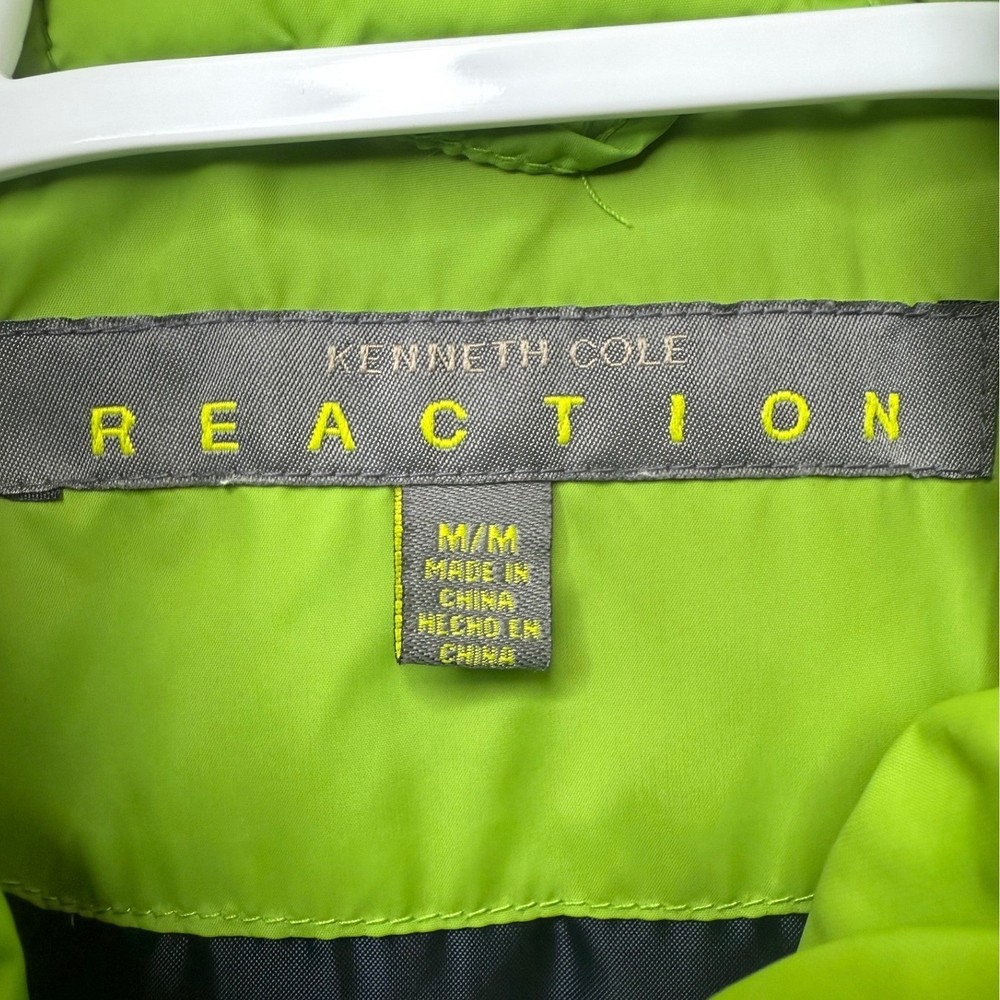 KENNETH COLE
REACTION
M/M
MADE IN
CHINA
HECHO EN
CHINA